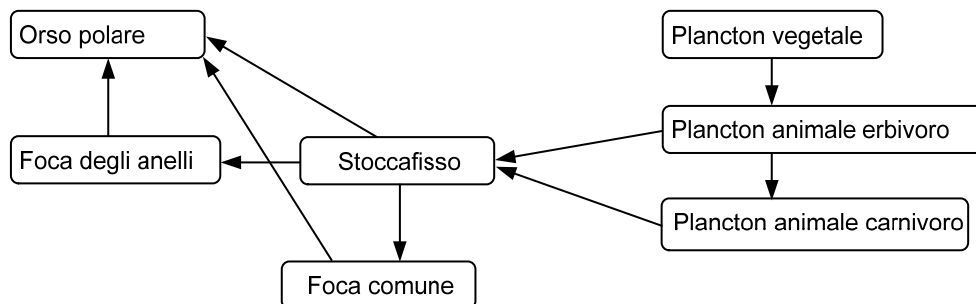 Orso polare
Plancton vegetale
Plancton animale erbivoro
Foca degli anelli
Stoccafisso
Plancton animale carnivoro
Foca comune